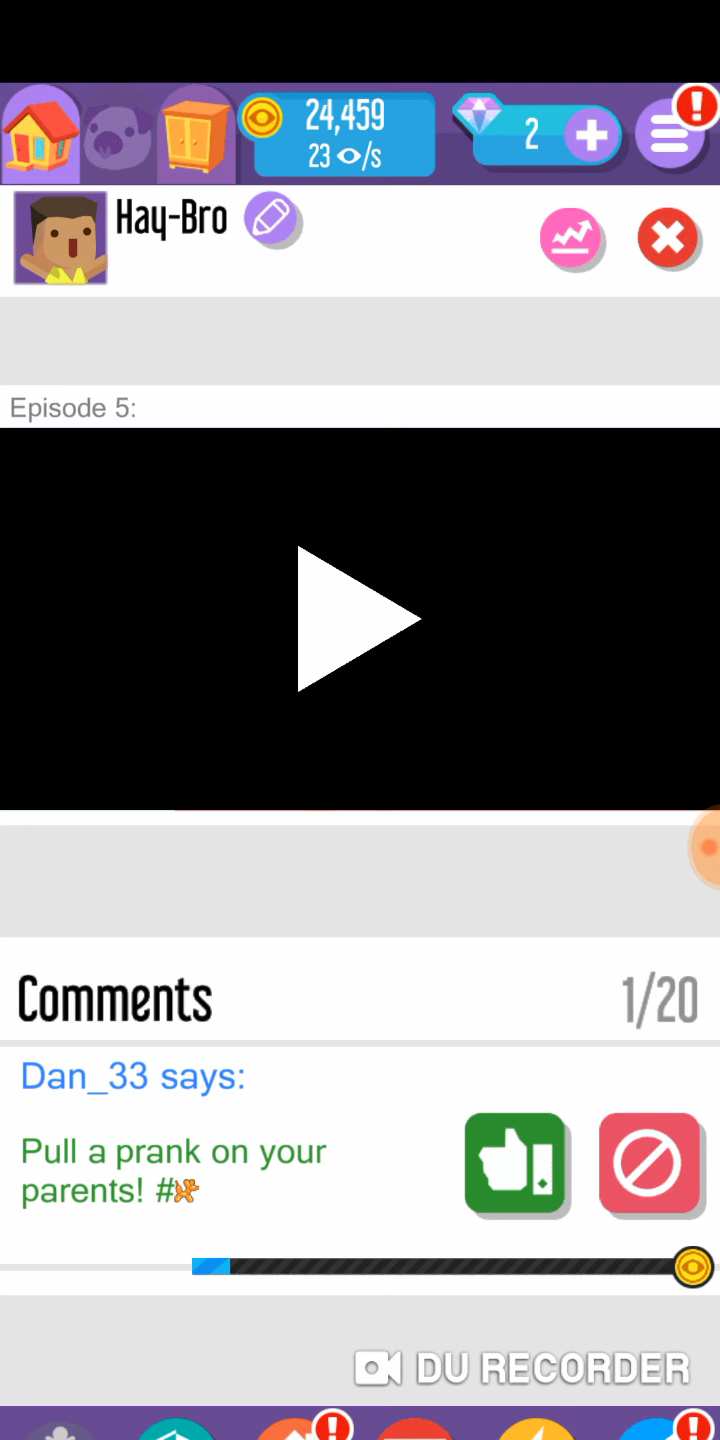 24,459
23 /s
2
Hay-Bro
Episode 5:
Comments
1/20
Dan_33 says:
Pull a prank on your
parents! #
DU RECORDER